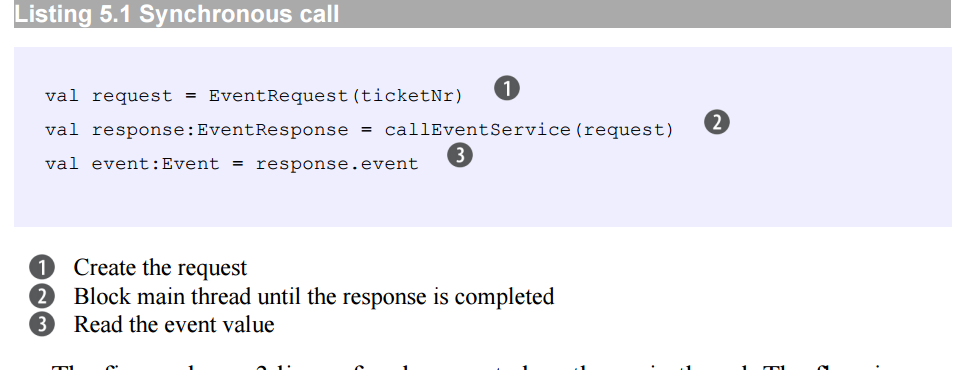 Listing 5.1 Synchronous call
val request = EventRequest(ticketNr) 1
val response:EventResponse = callEventService(request) 2
val event:Event = response.event 3
1 Create the request
2 Block main thread until the response is completed
3 Read the event value